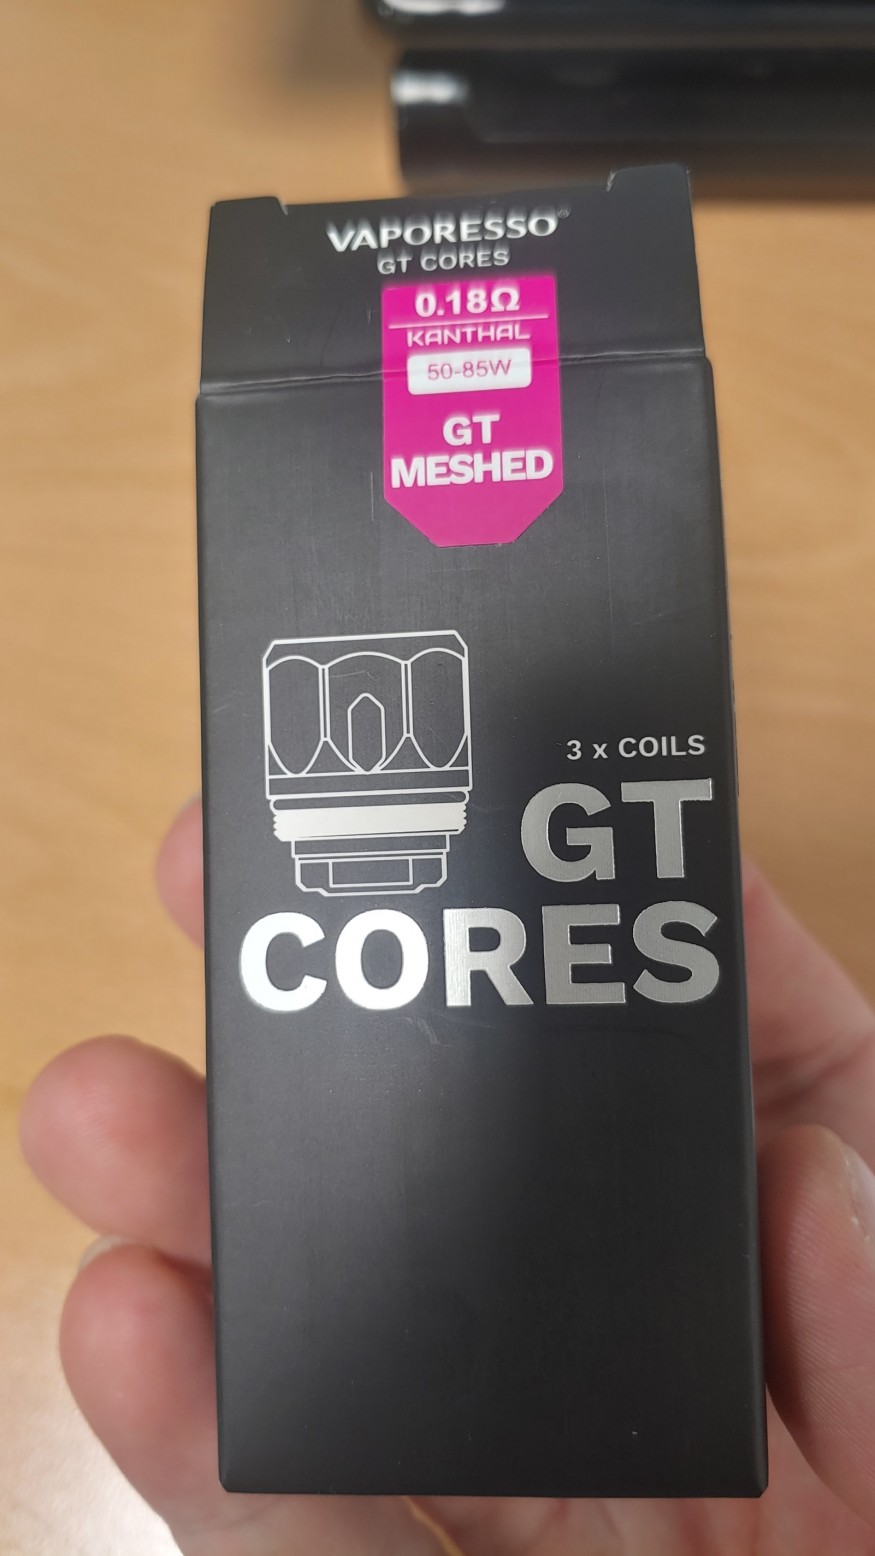 VAPORESSO®
GT CORES
0.18Ω
KANTHAL
50-85W
GT
MESHED
3 x COILS
GT
CORES